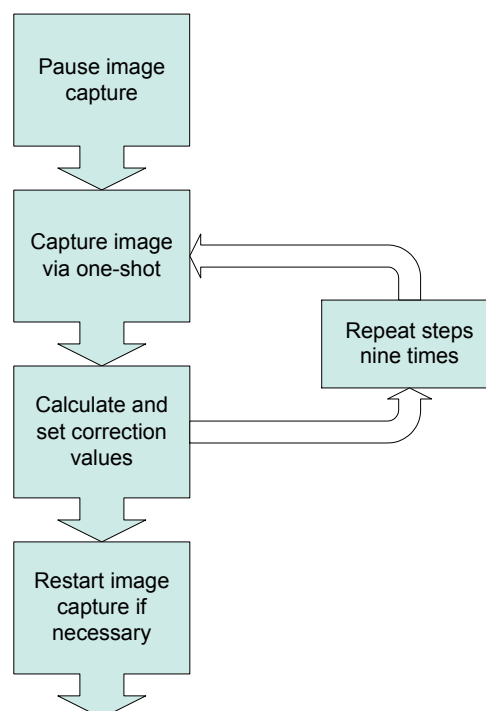 Pause image
capture
Capture image
via one-shot
Repeat steps
nine times
Calculate and
set correction
values
Restart image
capture if
necessary